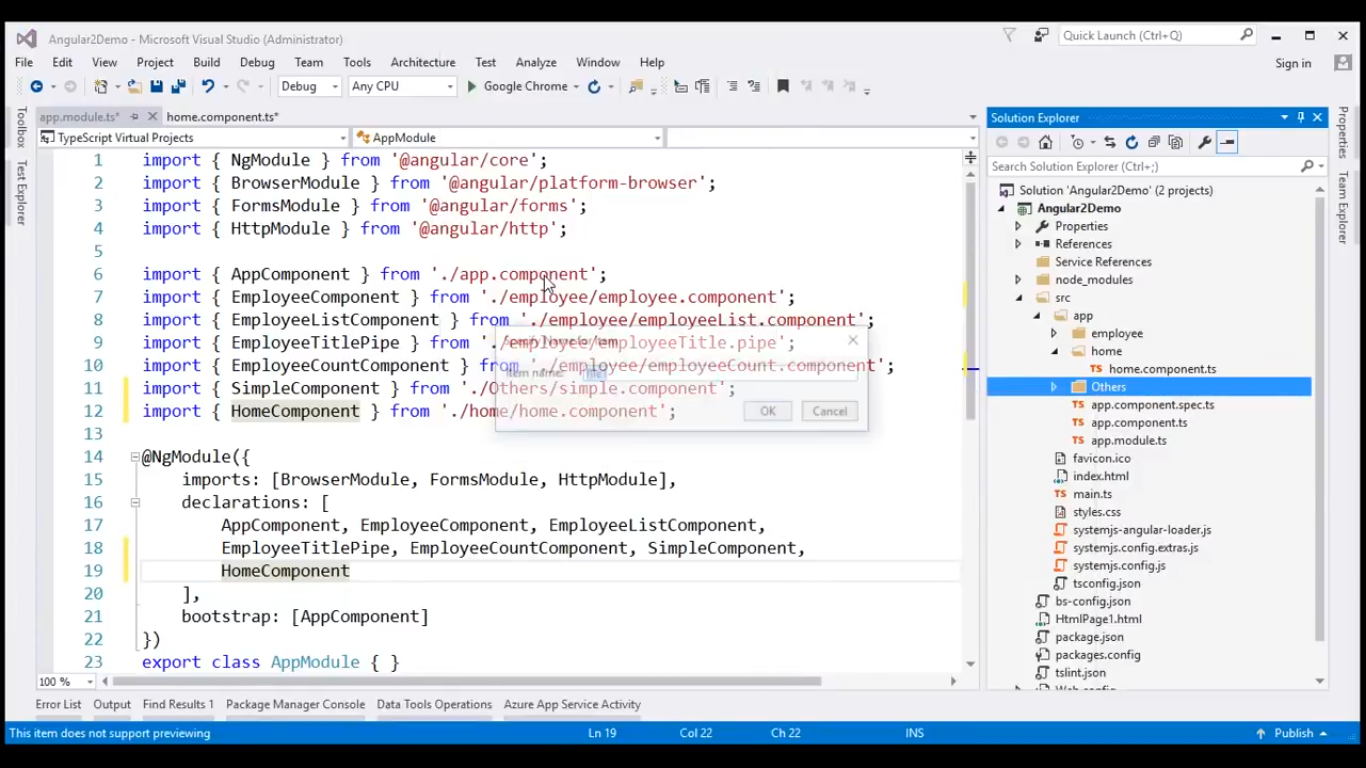 Angular2Demo - Microsoft Visual Studio (Administrator)
Quick Launch (Ctrl+Q)
File Edit View Project Build Debug Team Tools Architecture Test Analyze Window Help
Sign in
Debug Any CPU Google Chrome
app.module.ts* home.component.ts*
TypeScript Virtual Projects AppModule
Toolbox
Test Explorer
1 import { NgModule } from '@angular/core';
2 import { BrowserModule } from '@angular/platform-browser';
3 import { FormsModule } from '@angular/forms';
4 import { HttpModule } from '@angular/http';
5
6 import { AppComponent } from './app.component';
7 import { EmployeeComponent } from './employee/employee.component';
8 import { EmployeeListComponent } from './employee/employeeList.component';
9 import { EmployeeTitlePipe } from './employee/employeeTitle.pipe';
10 import { EmployeeCountComponent } from './employee/employeeCount.component';
11 import { SimpleComponent } from './Others/simple.component';
12 import { HomeComponent } from './home/home.component';
13
14 @NgModule({
15 imports: [BrowserModule, FormsModule, HttpModule],
16 declarations: [
17 AppComponent, EmployeeComponent, EmployeeListComponent,
18 EmployeeTitlePipe, EmployeeCountComponent, SimpleComponent,
19 HomeComponent
20 ],
21 bootstrap: [AppComponent]
22 })
23 export class AppModule { }
Item name:
OK Cancel
100 %
Solution Explorer
Search Solution Explorer (Ctrl+;)
Solution 'Angular2Demo' (2 projects)
Angular2Demo
Properties
References
Service References
node_modules
src
app
employee
home
home.component.ts
Others
app.component.spec.ts
app.component.ts
app.module.ts
favicon.ico
index.html
main.ts
styles.css
systemjs-angular-loader.js
systemjs.config.extras.js
systemjs.config.js
tsconfig.json
bs-config.json
HtmlPage1.html
package.json
packages.config
tslint.json
Properties
Team Explorer
Error List Output Find Results 1 Package Manager Console Data Tools Operations Azure App Service Activity
This item does not support previewing Ln 19 Col 22 Ch 22 INS Publish